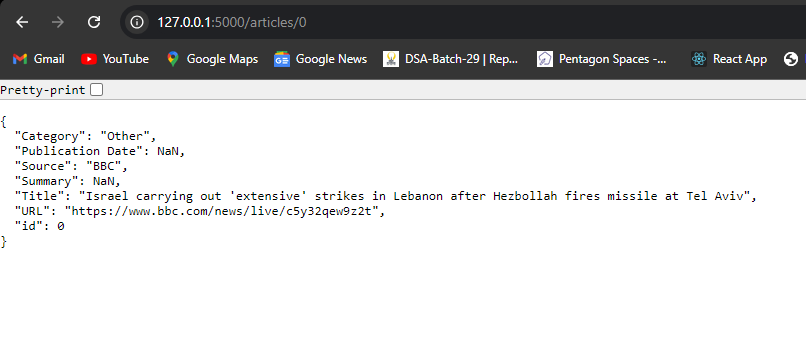 127.0.0.1:5000/articles/0
Gmail YouTube Google Maps Google News DSA-Batch-29 | Rep... Pentagon Spaces -... React App
Pretty-print
{
  "Category": "Other",
  "Publication Date": NaN,
  "Source": "BBC",
  "Summary": NaN,
  "Title": "Israel carrying out 'extensive' strikes in Lebanon after Hezbollah fires missile at Tel Aviv",
  "URL": "https://www.bbc.com/news/live/c5y32qew9z2t",
  "id": 0
}